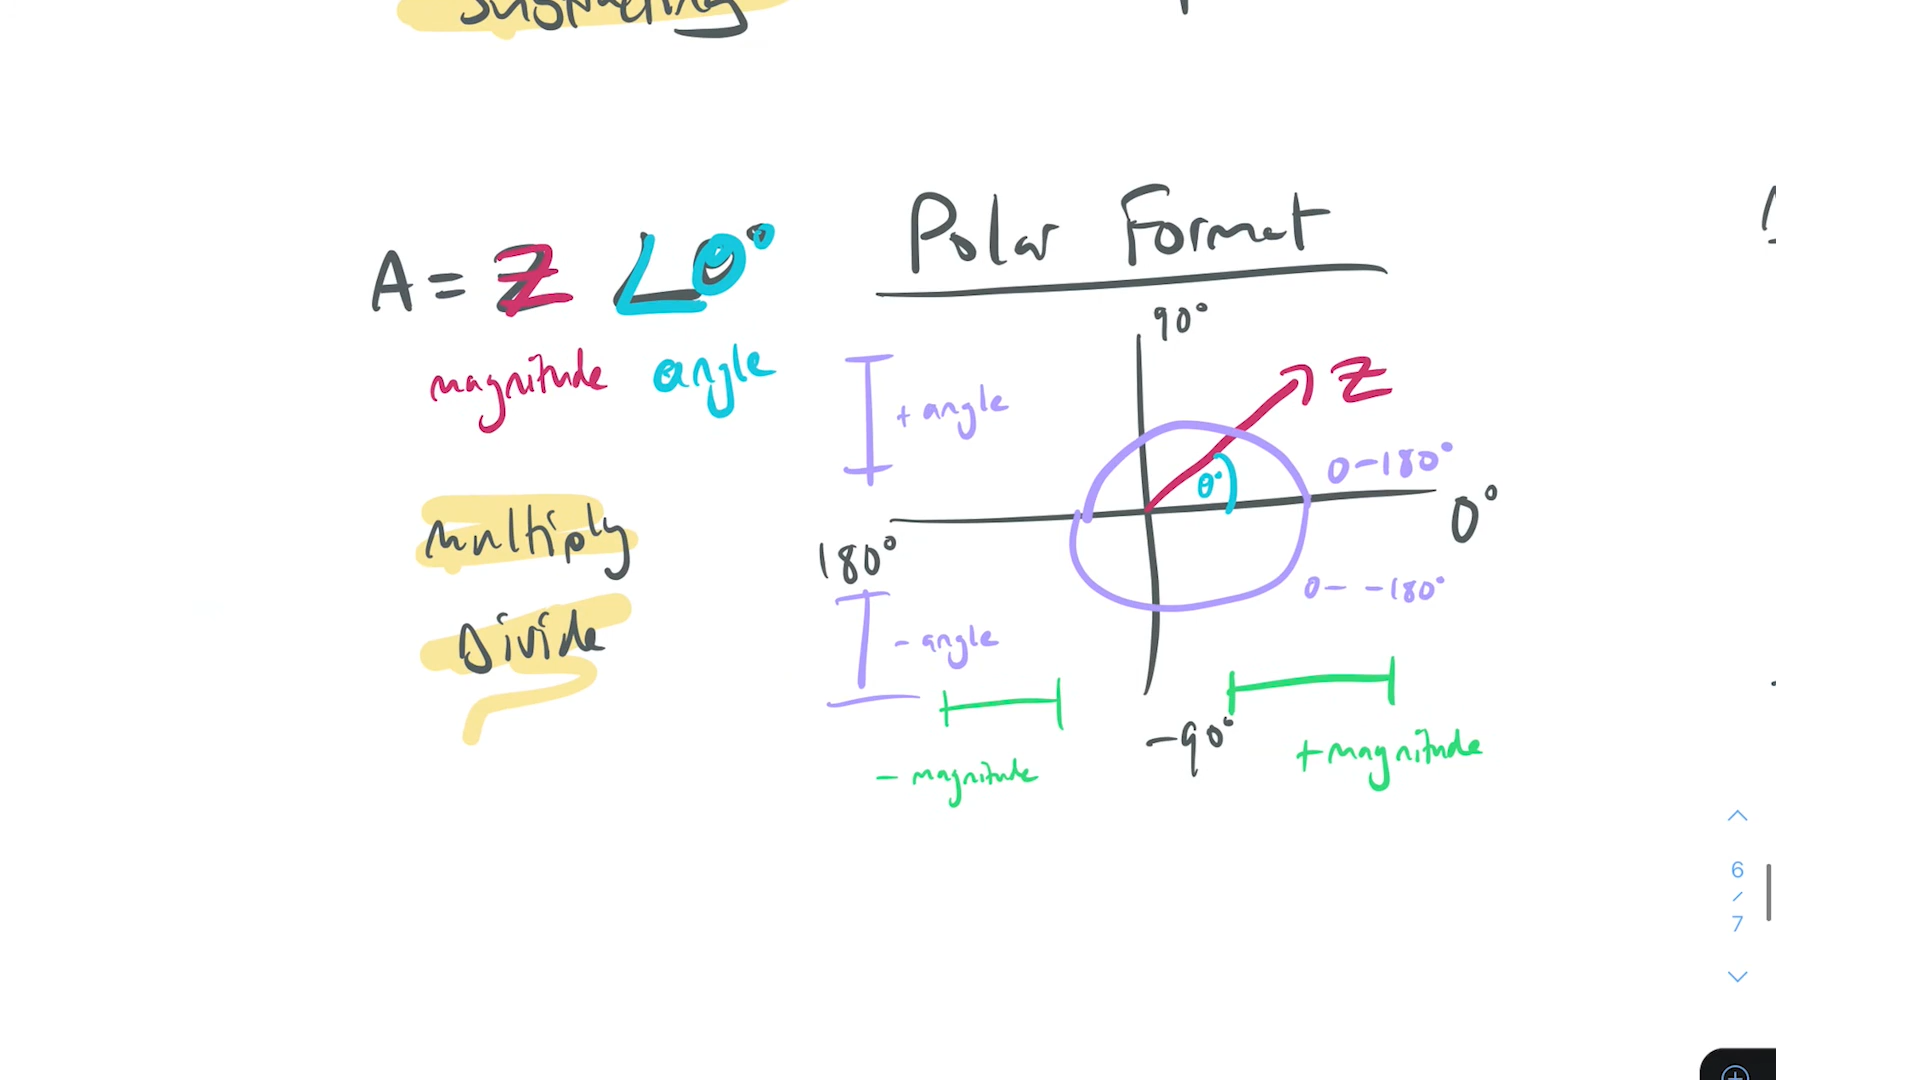 Subtracting
Polar Format
A = Z ∠θ°
magnitude angle
90°
Z
+ angle
0-180°
θ°
0°
Multiply
180°
0- -180°
Divide
- angle
-90°
+magnitude
- magnitude
6
/
7